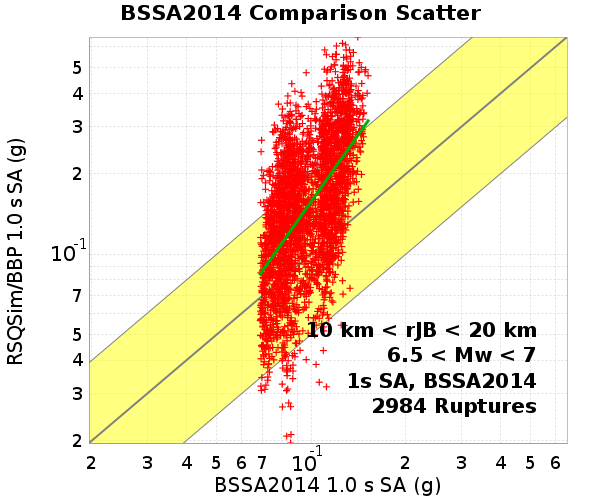 BSSA2014 Comparison Scatter
RSQSim/BBP 1.0 s SA (g)
5
4
3
2
10-1
7
5
4
3
2
10 km < rJB < 20 km
6.5 < Mw < 7
1s SA, BSSA2014
2984 Ruptures
2 3 4 5 6 7 10-1 2 3 4 5 6
BSSA2014 1.0 s SA (g)